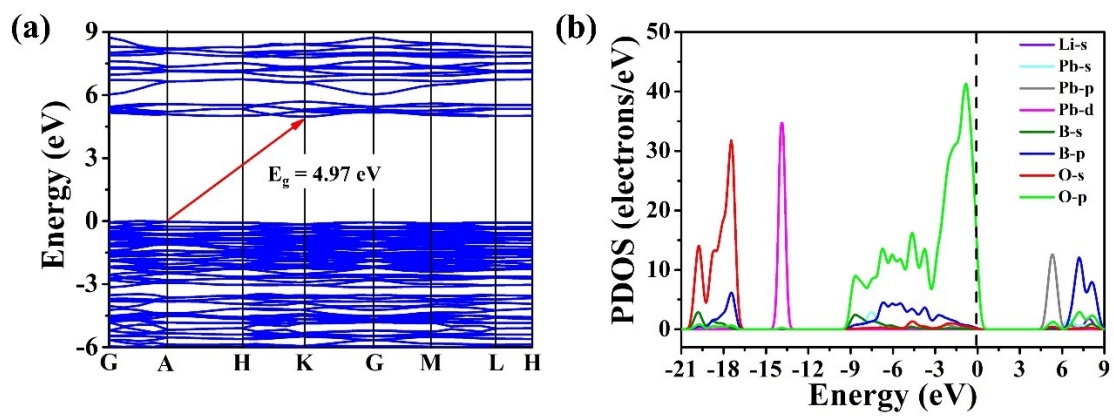 (a)
Energy (eV)
9
6
3
0
-3
-6
E_g = 4.97 eV
G A H K G M L H
(b)
PDOS (electrons/eV)
50
40
30
20
10
0
Li-s
Pb-s
Pb-p
Pb-d
B-s
B-p
O-s
O-p
-21 -18 -15 -12 -9 -6 -3 0 3 6 9
Energy (eV)